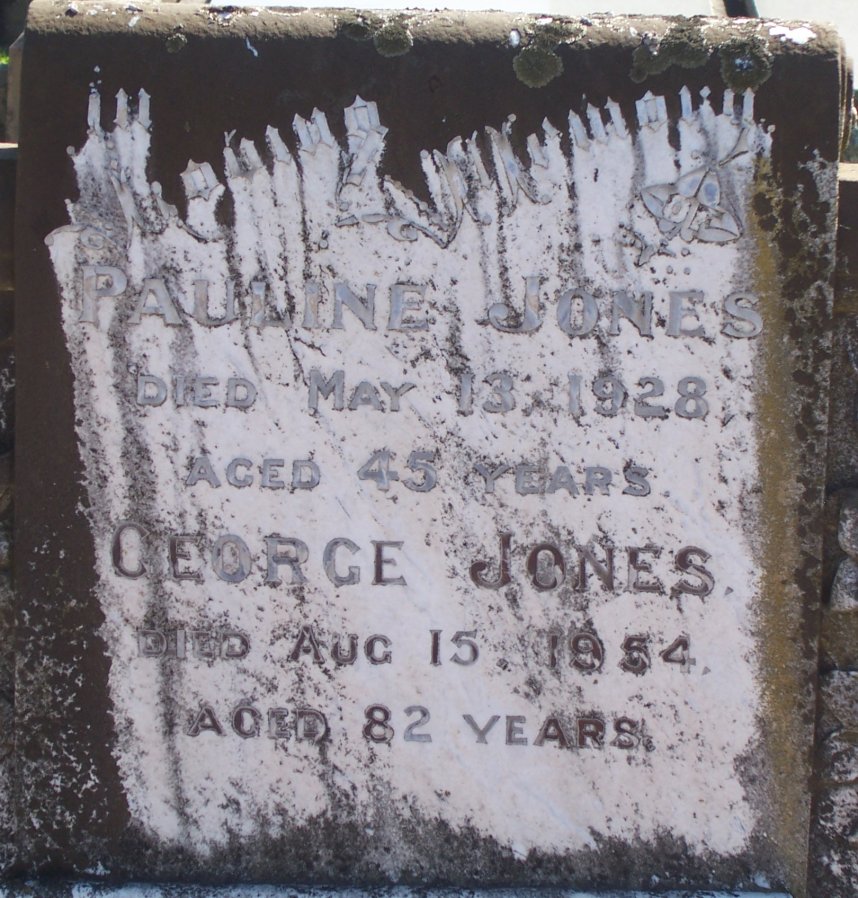 PAULINE JONES
DIED MAY 13, 1928,
AGED 45 YEARS.
GEORGE JONES.
DIED AUG 15, 1954.
AGED 82 YEARS.